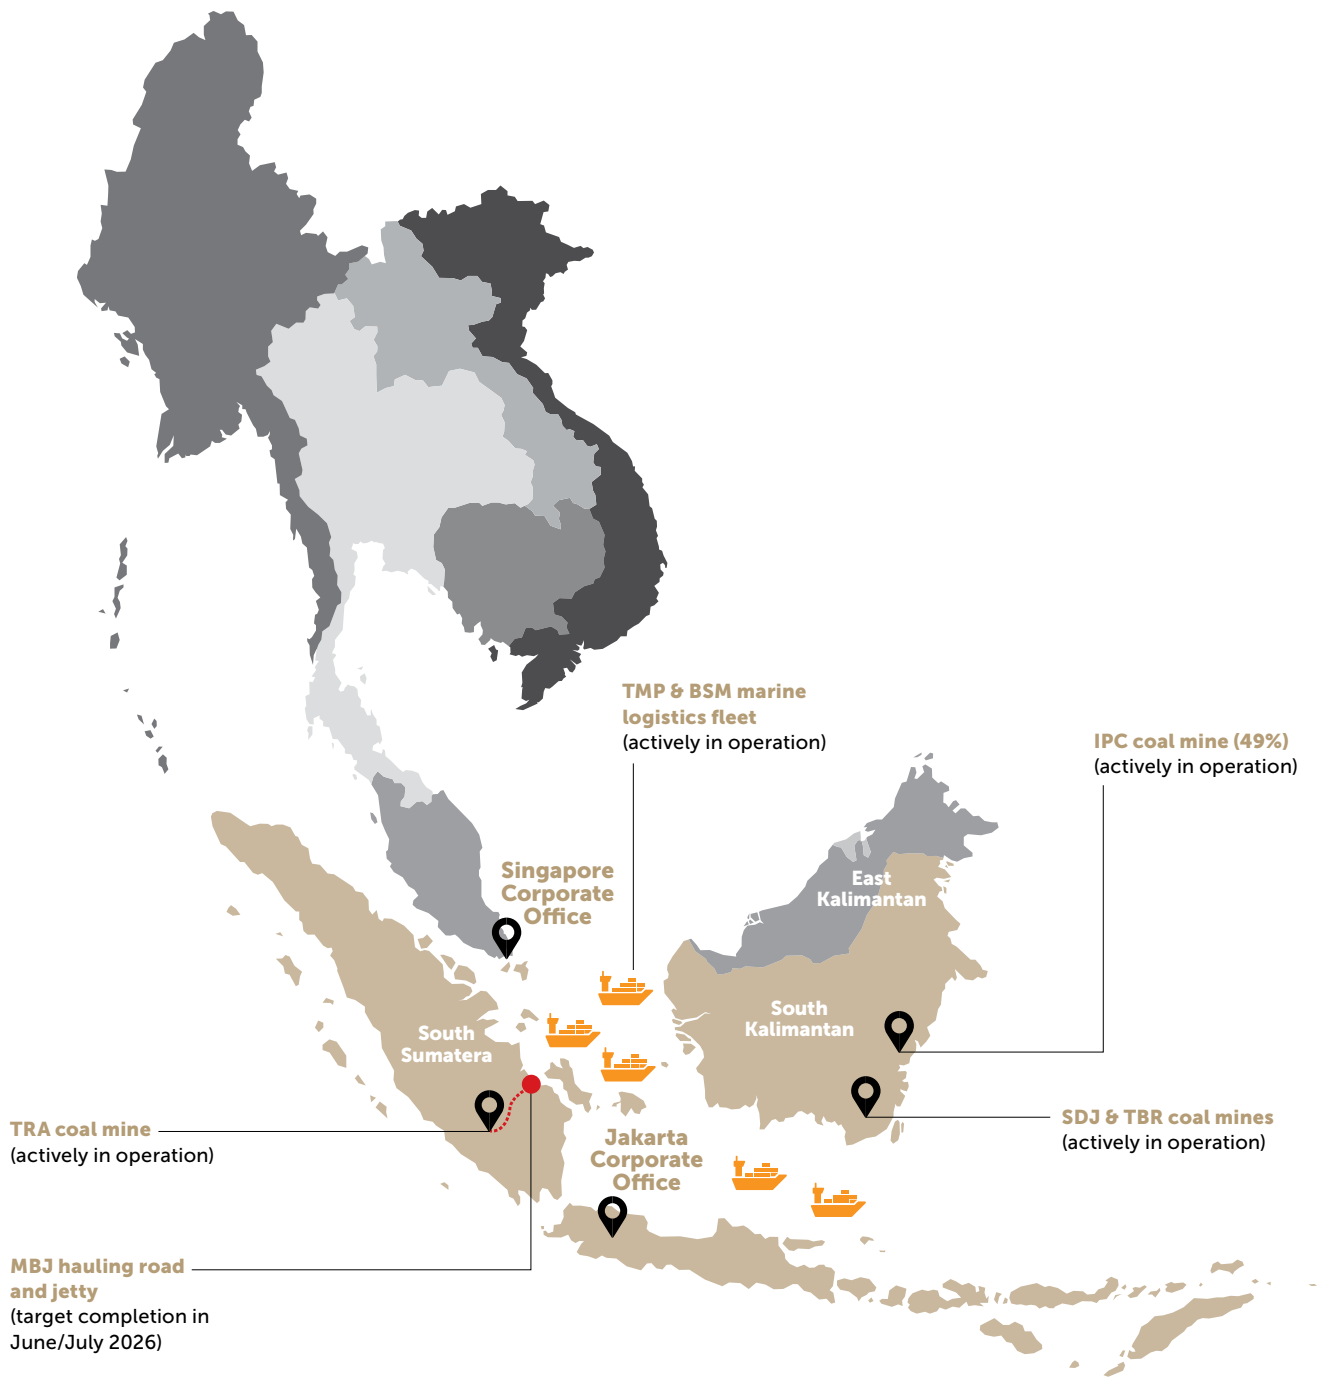 TMP & BSM marine
logistics fleet
(actively in operation)
IPC coal mine (49%)
(actively in operation)
Singapore
Corporate
Office
East
Kalimantan
South
Kalimantan
South
Sumatera
TRA coal mine
(actively in operation)
SDJ & TBR coal mines
(actively in operation)
Jakarta
Corporate
Office
MBJ hauling road
and jetty
(target completion in
June/July 2026)